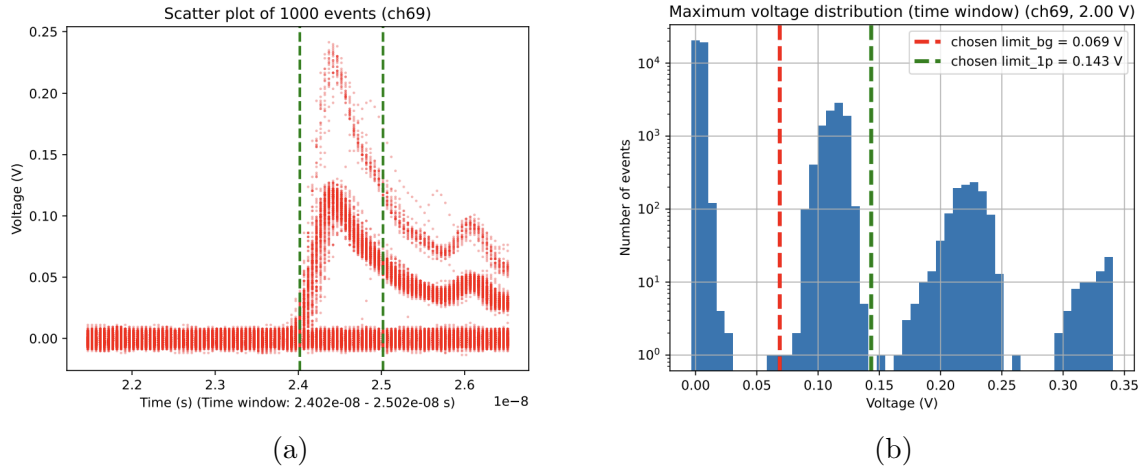 Scatter plot of 1000 events (ch69)
0.25
0.20
0.15
0.10
0.05
0.00
Voltage (V)
2.2
2.3
2.4
2.5
2.6
1e−8
Time (s) (Time window: 2.402e-08 - 2.502e-08 s)
(a)
Maximum voltage distribution (time window) (ch69, 2.00 V)
chosen limit_bg = 0.069 V
chosen limit_1p = 0.143 V
10⁴
10³
10²
10¹
10⁰
Number of events
0.00
0.05
0.10
0.15
0.20
0.25
0.30
0.35
Voltage (V)
(b)